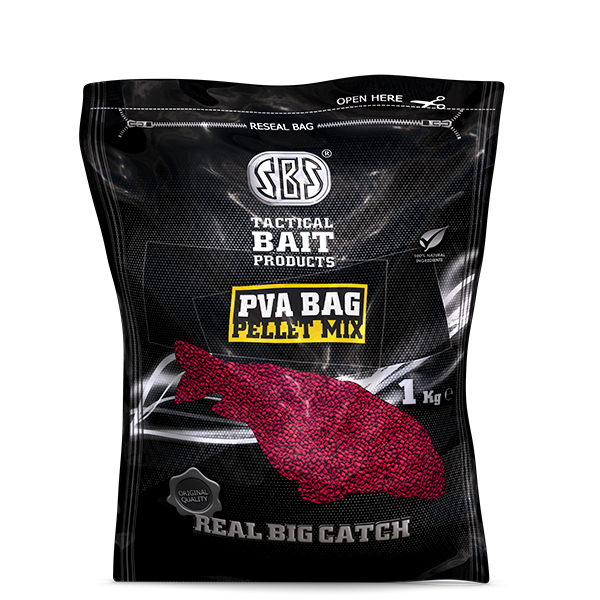 OPEN HERE
RESEAL BAG
SBS®
TACTICAL
BAIT
PRODUCTS
100% NATURAL
INGREDIENTS
PVA BAG
PELLET MIX
1 Kg e
ORIGINAL
QUALITY
REAL BIG CATCH